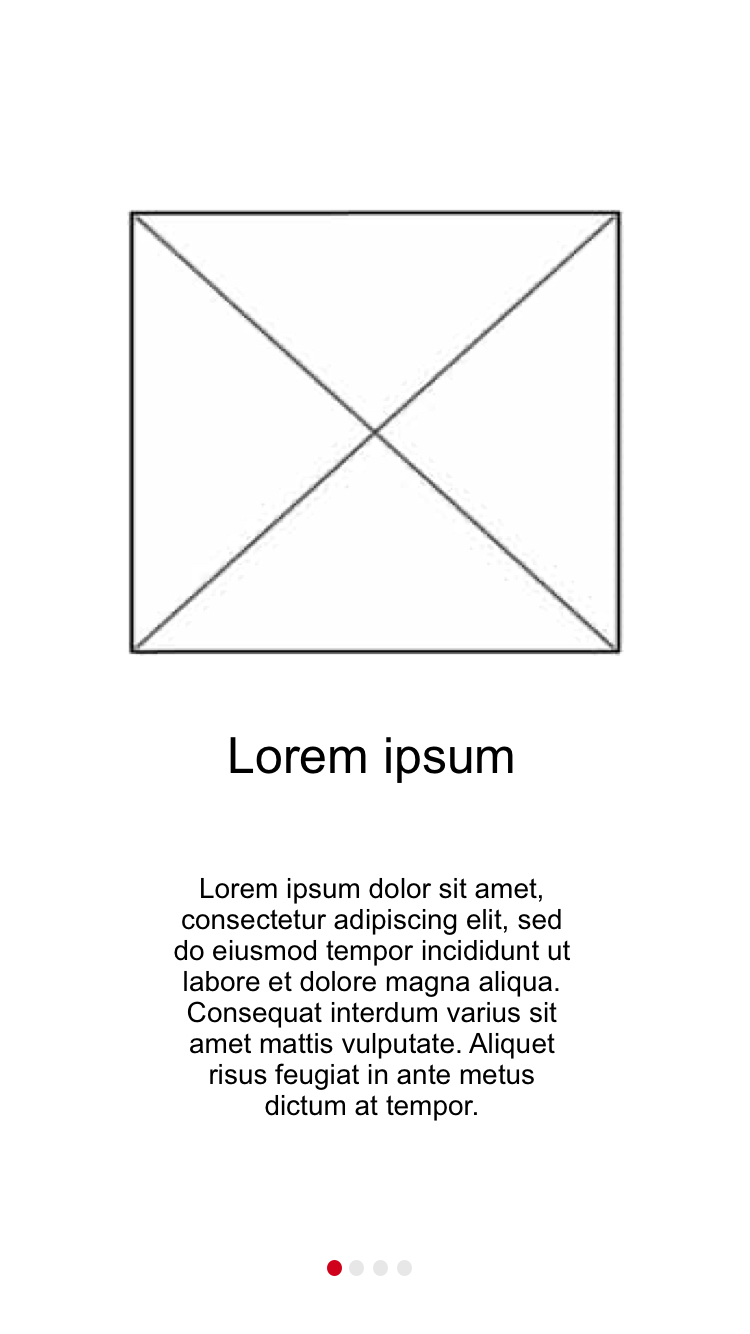 Lorem ipsum
Lorem ipsum dolor sit amet,
consectetur adipiscing elit, sed
do eiusmod tempor incididunt ut
labore et dolore magna aliqua.
Consequat interdum varius sit
amet mattis vulputate. Aliquet
risus feugiat in ante metus
dictum at tempor.